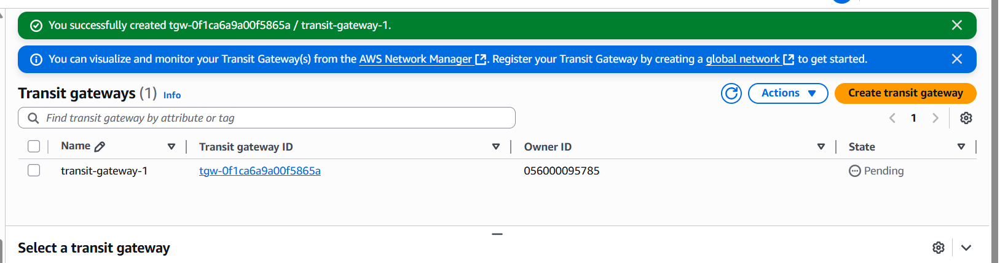 You successfully created tgw-0f1ca6a9a00f5865a / transit-gateway-1.
You can visualize and monitor your Transit Gateway(s) from the AWS Network Manager. Register your Transit Gateway by creating a global network to get started.
Transit gateways (1) Info
Actions
Create transit gateway
Find transit gateway by attribute or tag
1
Name Transit gateway ID Owner ID State
transit-gateway-1 tgw-0f1ca6a9a00f5865a 056000095785 Pending
Select a transit gateway